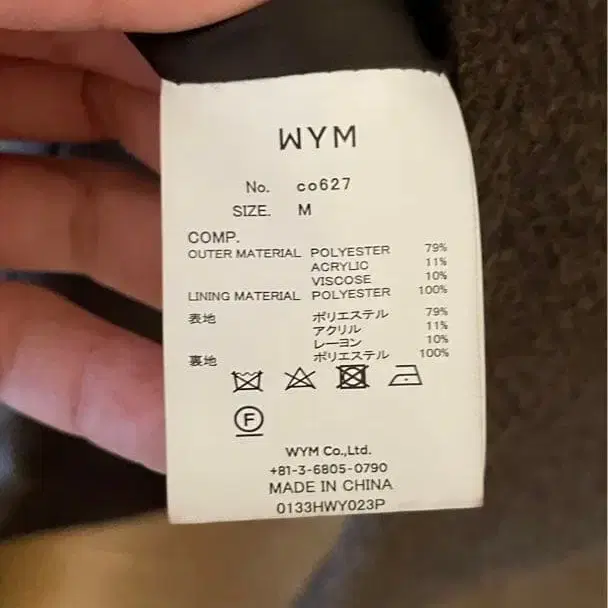 WYM
No. co627
SIZE. M
COMP.
OUTER MATERIAL POLYESTER 79%
ACRYLIC 11%
VISCOSE 10%
LINING MATERIAL POLYESTER 100%
表地 ポリエステル 79%
アクリル 11%
レーヨン 10%
裏地 ポリエステル 100%
F
WYM Co.,Ltd.
+81-3-6805-0790
MADE IN CHINA
0133HWY023P